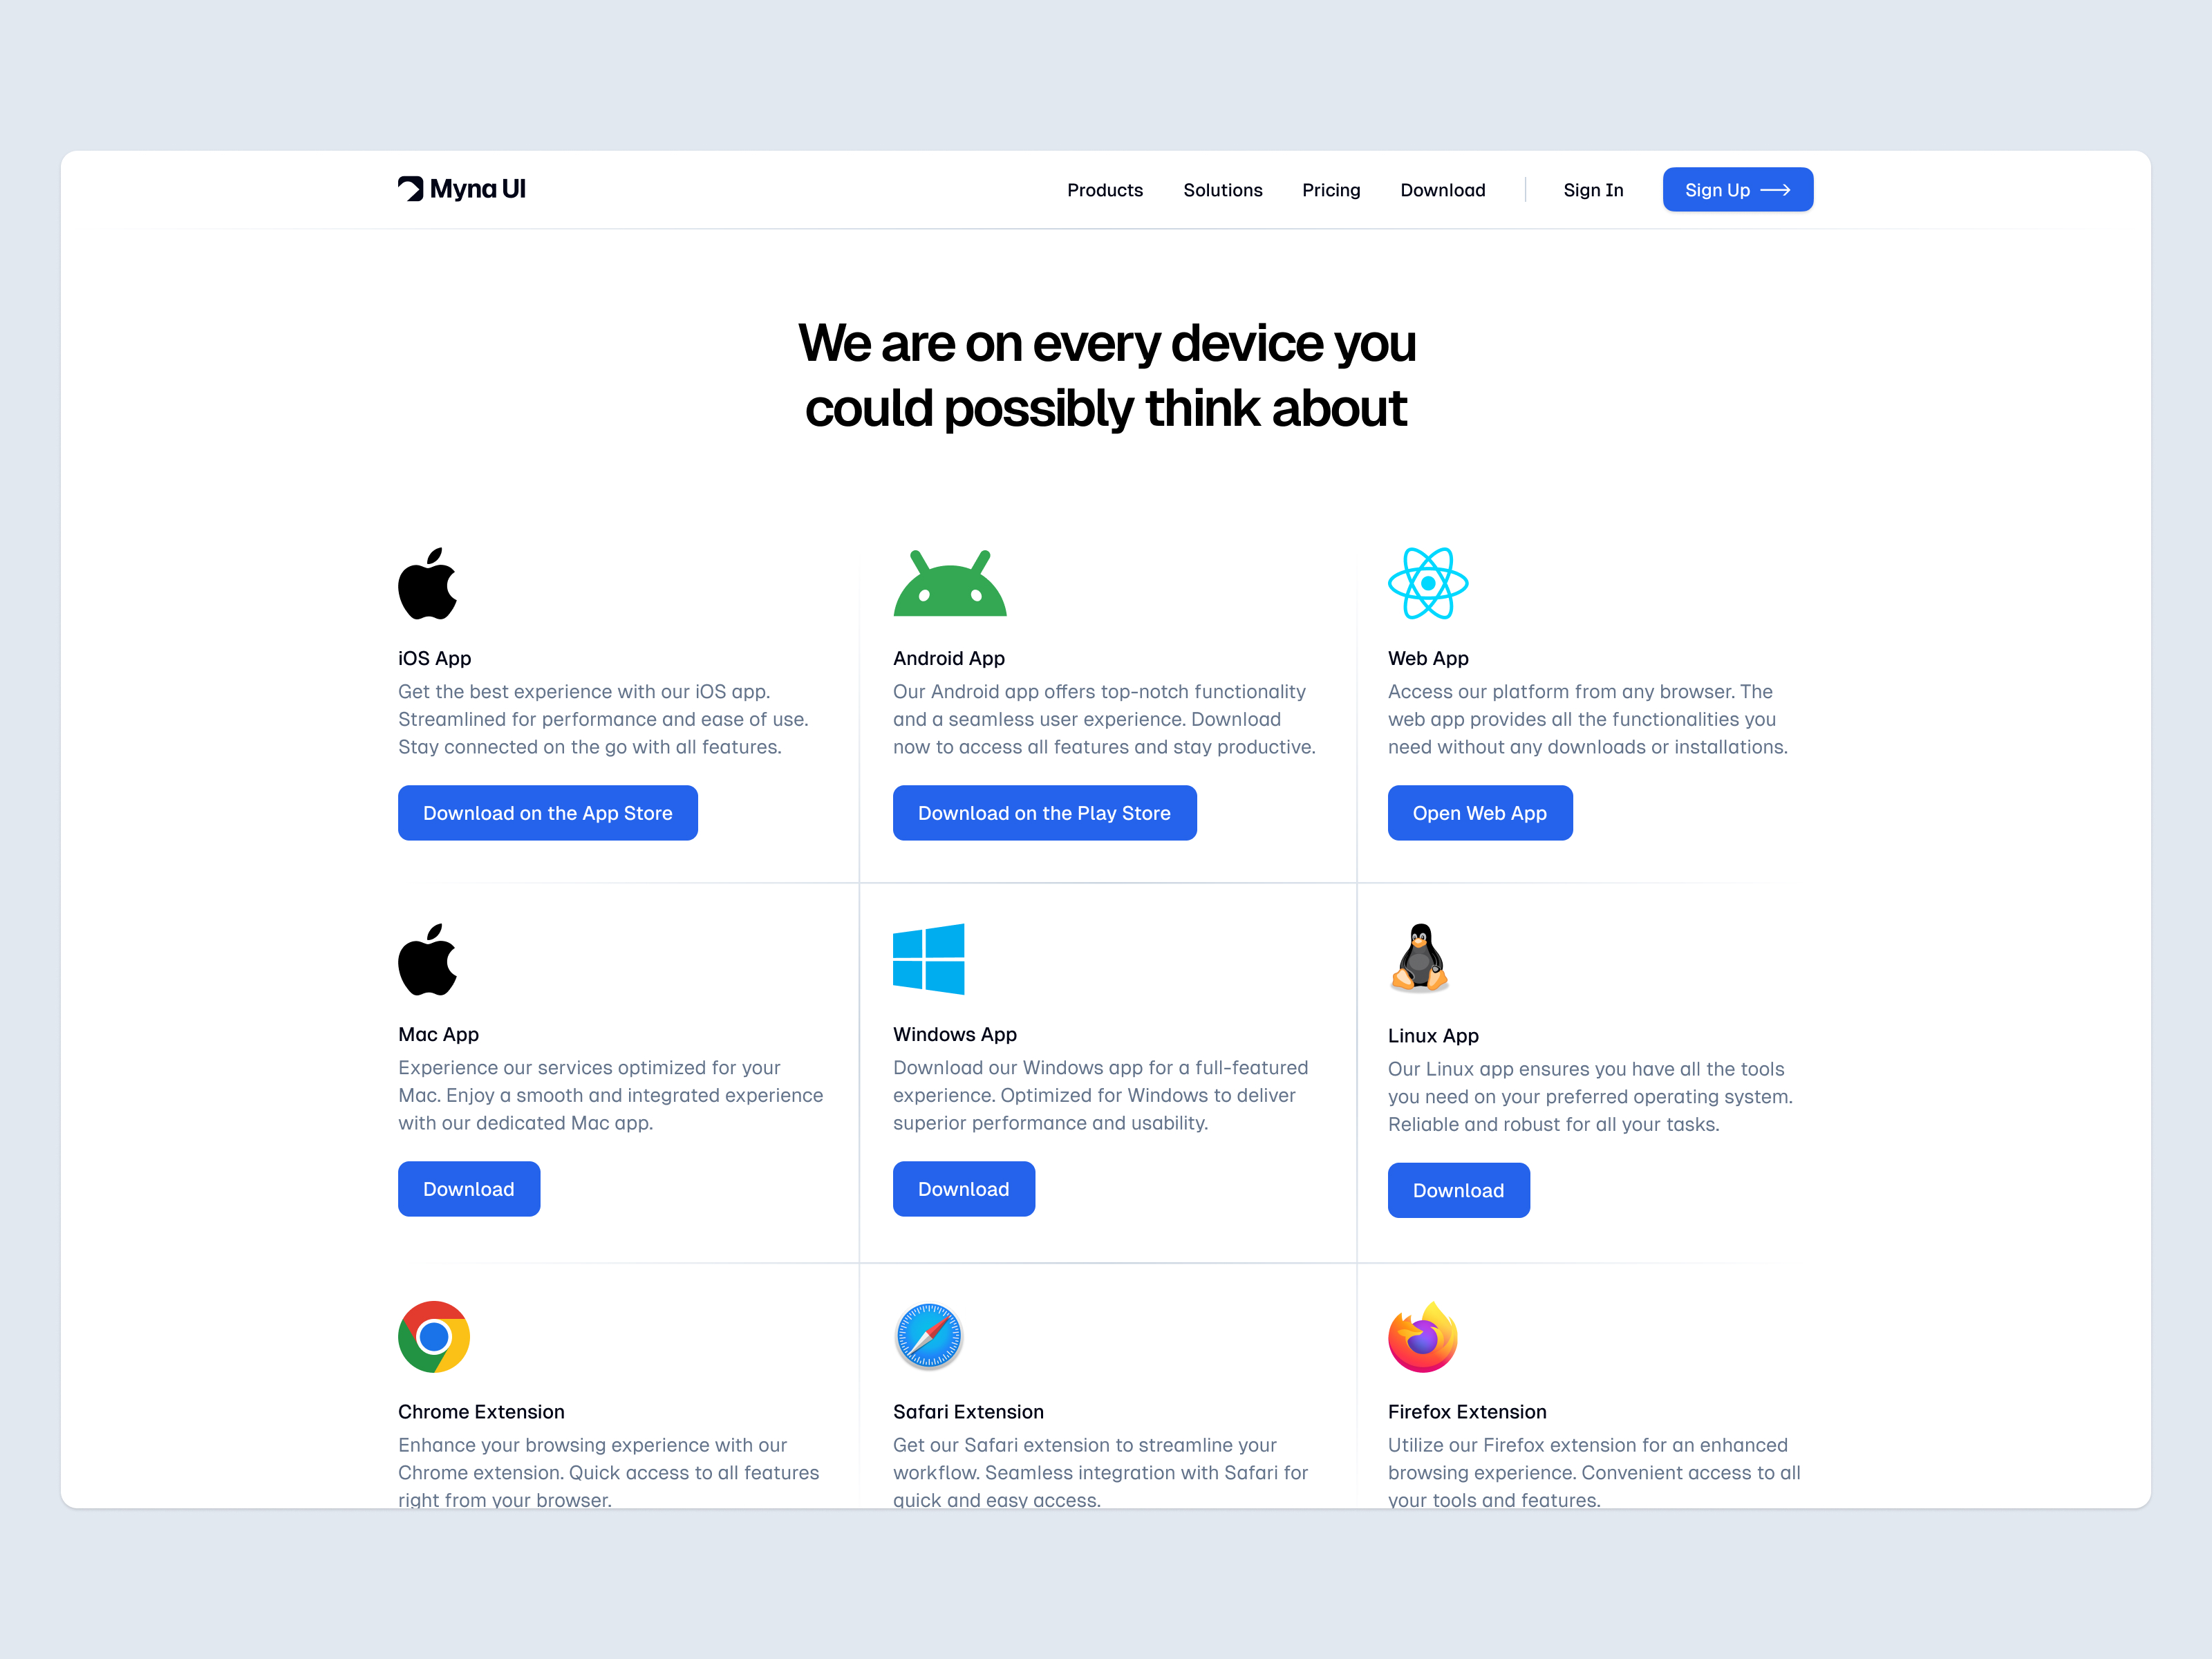 Myna UI
Products Solutions Pricing Download Sign In Sign Up
We are on every device you
could possibly think about
iOS App
Get the best experience with our iOS app.
Streamlined for performance and ease of use.
Stay connected on the go with all features.
Download on the App Store
Android App
Our Android app offers top-notch functionality
and a seamless user experience. Download
now to access all features and stay productive.
Download on the Play Store
Web App
Access our platform from any browser. The
web app provides all the functionalities you
need without any downloads or installations.
Open Web App
Mac App
Experience our services optimized for your
Mac. Enjoy a smooth and integrated experience
with our dedicated Mac app.
Download
Windows App
Download our Windows app for a full-featured
experience. Optimized for Windows to deliver
superior performance and usability.
Download
Linux App
Our Linux app ensures you have all the tools
you need on your preferred operating system.
Reliable and robust for all your tasks.
Download
Chrome Extension
Enhance your browsing experience with our
Chrome extension. Quick access to all features
right from your browser.
Safari Extension
Get our Safari extension to streamline your
workflow. Seamless integration with Safari for
quick and easy access.
Firefox Extension
Utilize our Firefox extension for an enhanced
browsing experience. Convenient access to all
your tools and features.